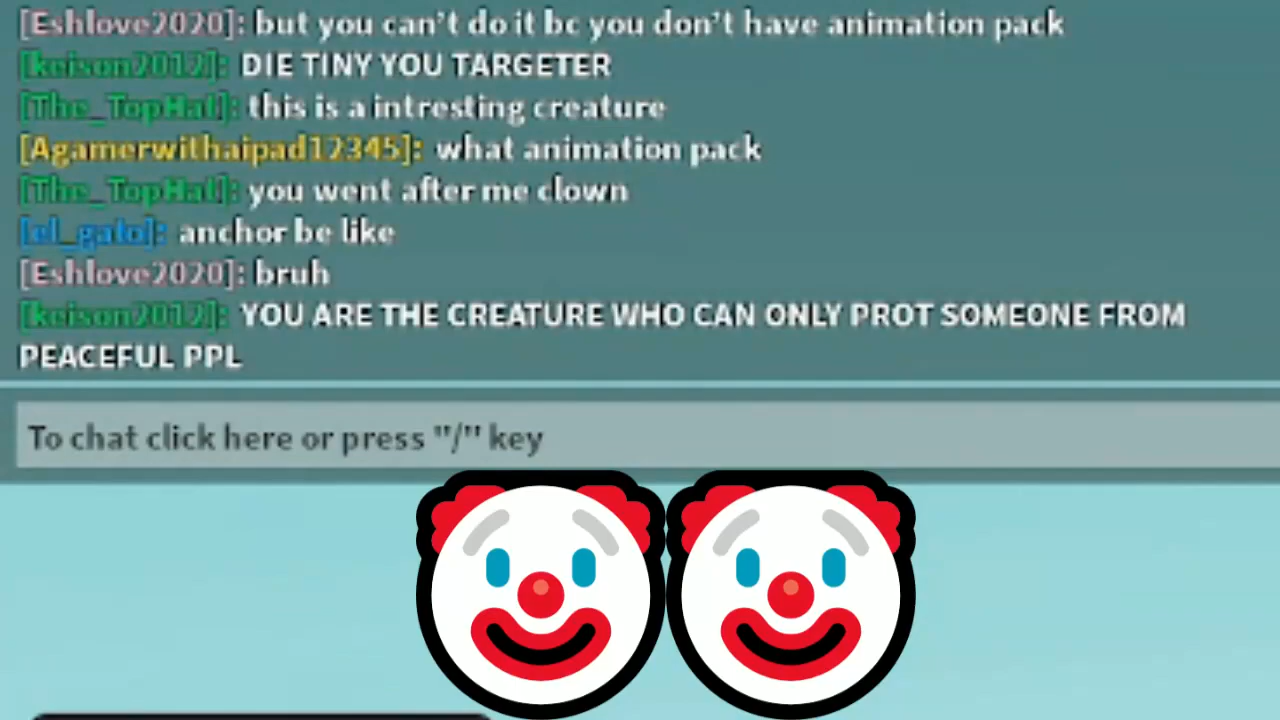 [Eshlove2020]: but you can't do it bc you don't have animation pack
[keison2012]: DIE TINY YOU TARGETER
[The_TopHat]: this is a intresting creature
[Agamerwithaipad12345]: what animation pack
[The_TopHat]: you went after me clown
[el_gato]: anchor be like
[Eshlove2020]: bruh
[keison2012]: YOU ARE THE CREATURE WHO CAN ONLY PROT SOMEONE FROM
PEACEFUL PPL
To chat click here or press "/" key